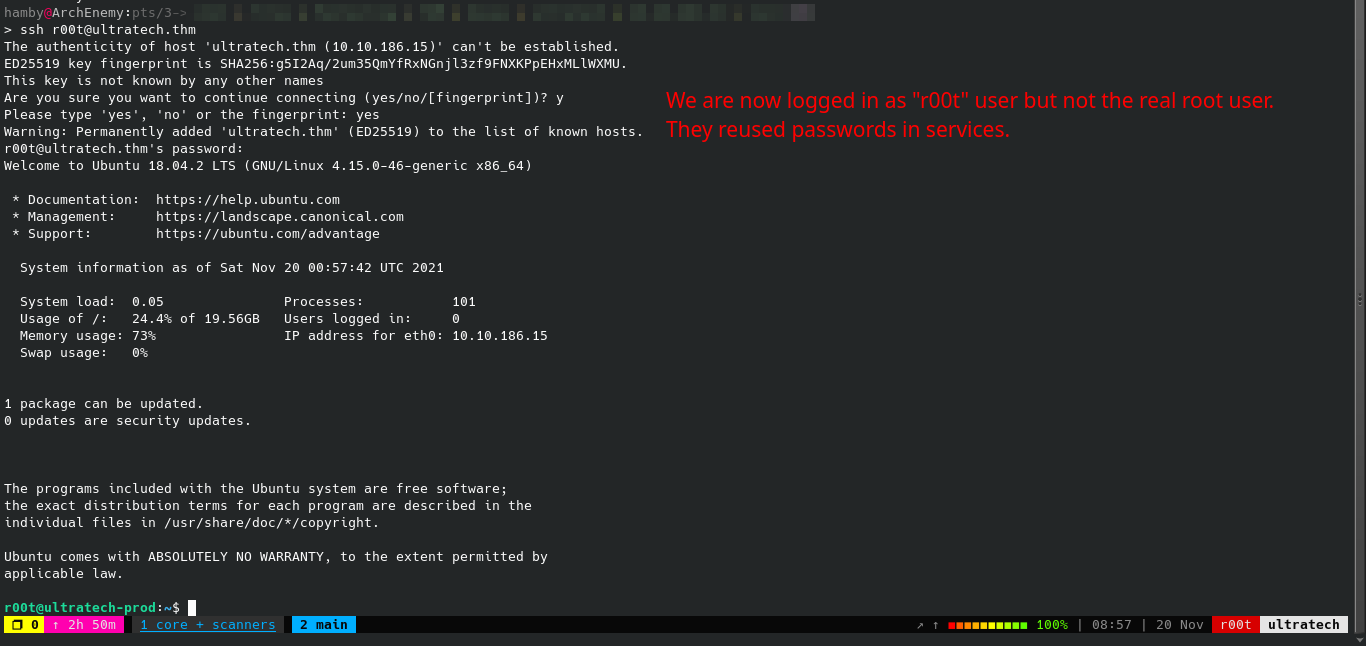 hamby@ArchEnemy:pts/3->
> ssh r00t@ultratech.thm
The authenticity of host 'ultratech.thm (10.10.186.15)' can't be established.
ED25519 key fingerprint is SHA256:g5I2Aq/2um35QmYfRxNGnjl3zf9FNXKPpEHxMLlWXMU.
This key is not known by any other names
Are you sure you want to continue connecting (yes/no/[fingerprint])? y
Please type 'yes', 'no' or the fingerprint: yes
Warning: Permanently added 'ultratech.thm' (ED25519) to the list of known hosts.
r00t@ultratech.thm's password:
We are now logged in as "r00t" user but not the real root user.
They reused passwords in services.
Welcome to Ubuntu 18.04.2 LTS (GNU/Linux 4.15.0-46-generic x86_64)
* Documentation:  https://help.ubuntu.com
* Management:     https://landscape.canonical.com
* Support:        https://ubuntu.com/advantage
System information as of Sat Nov 20 00:57:42 UTC 2021
System load:  0.05               Processes:           101
Usage of /:   24.4% of 19.56GB   Users logged in:     0
Memory usage: 73%                IP address for eth0: 10.10.186.15
Swap usage:   0%
1 package can be updated.
0 updates are security updates.
The programs included with the Ubuntu system are free software;
the exact distribution terms for each program are described in the
individual files in /usr/share/doc/*/copyright.
Ubuntu comes with ABSOLUTELY NO WARRANTY, to the extent permitted by
applicable law.
r00t@ultratech-prod:~$
0 ↑ 2h 50m 1 core + scanners 2 main ↗ ↑ 100% | 08:57 | 20 Nov r00t ultratech